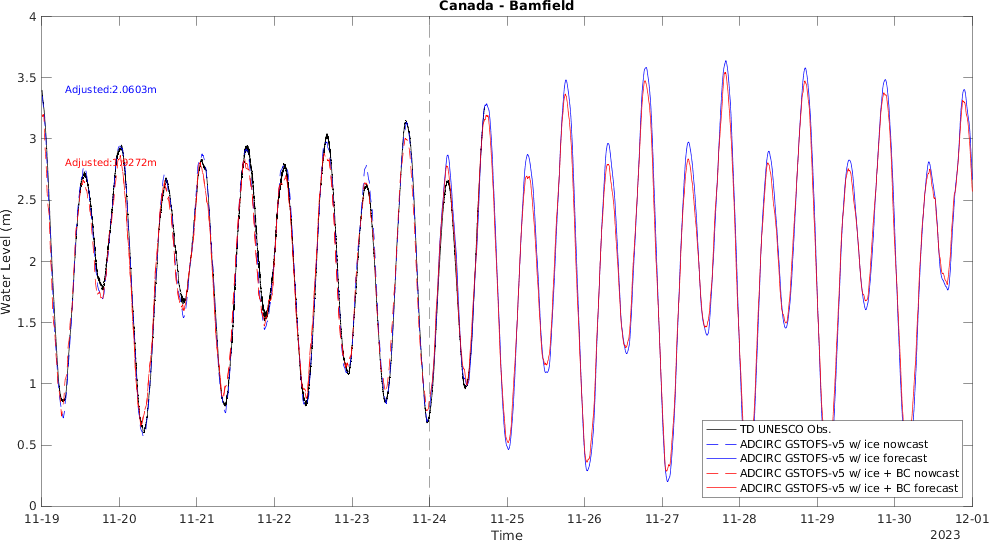 Canada - Bamfield
Water Level (m)
4
3.5
3
2.5
2
1.5
1
0.5
0
Adjusted:2.0603m
Adjusted:1.9272m
TD UNESCO Obs.
ADCIRC GSTOFS-v5 w/ ice nowcast
ADCIRC GSTOFS-v5 w/ ice forecast
ADCIRC GSTOFS-v5 w/ ice + BC nowcast
ADCIRC GSTOFS-v5 w/ ice + BC forecast
11-19 11-20 11-21 11-22 11-23 11-24 11-25 11-26 11-27 11-28 11-29 11-30 12-01
Time
2023